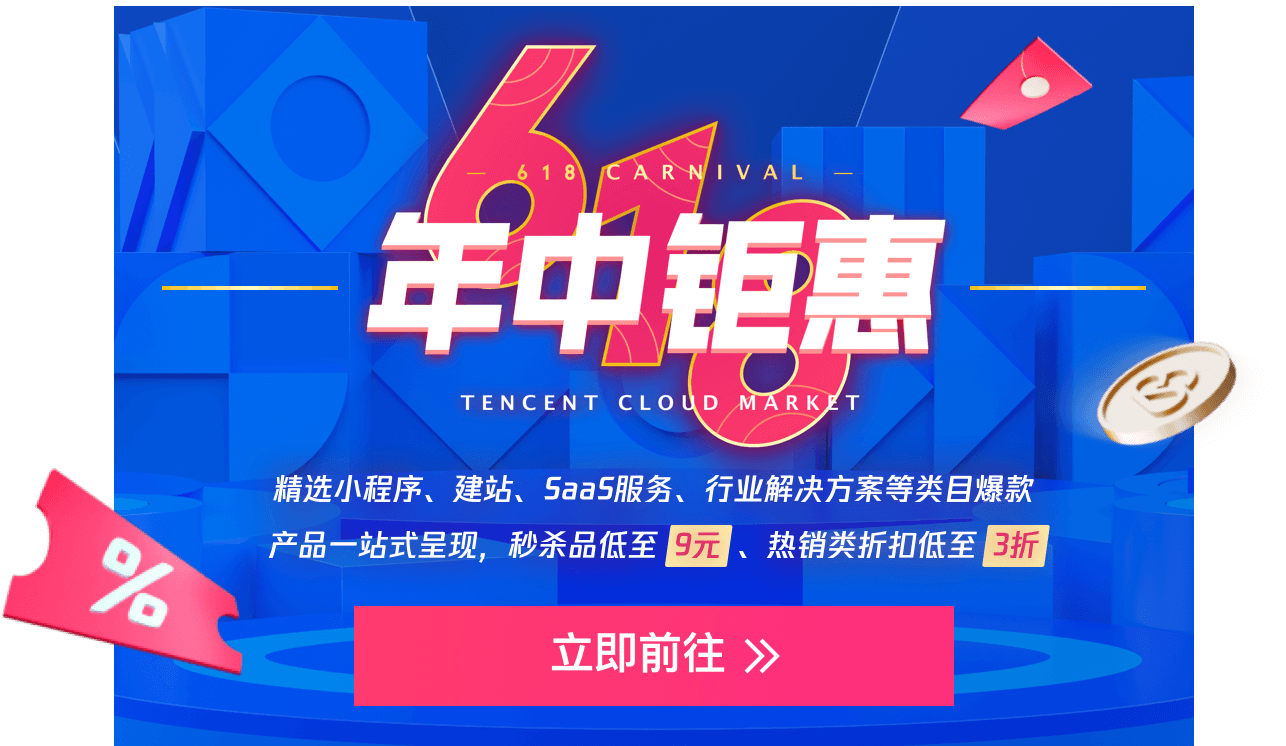 618
— 618 CARNIVAL —
年中钜惠
TENCENT CLOUD MARKET
精选小程序、建站、SaaS服务、行业解决方案等类目爆款
产品一站式呈现，秒杀品低至 9元 、热销类折扣低至 3折
%
立即前往 >>